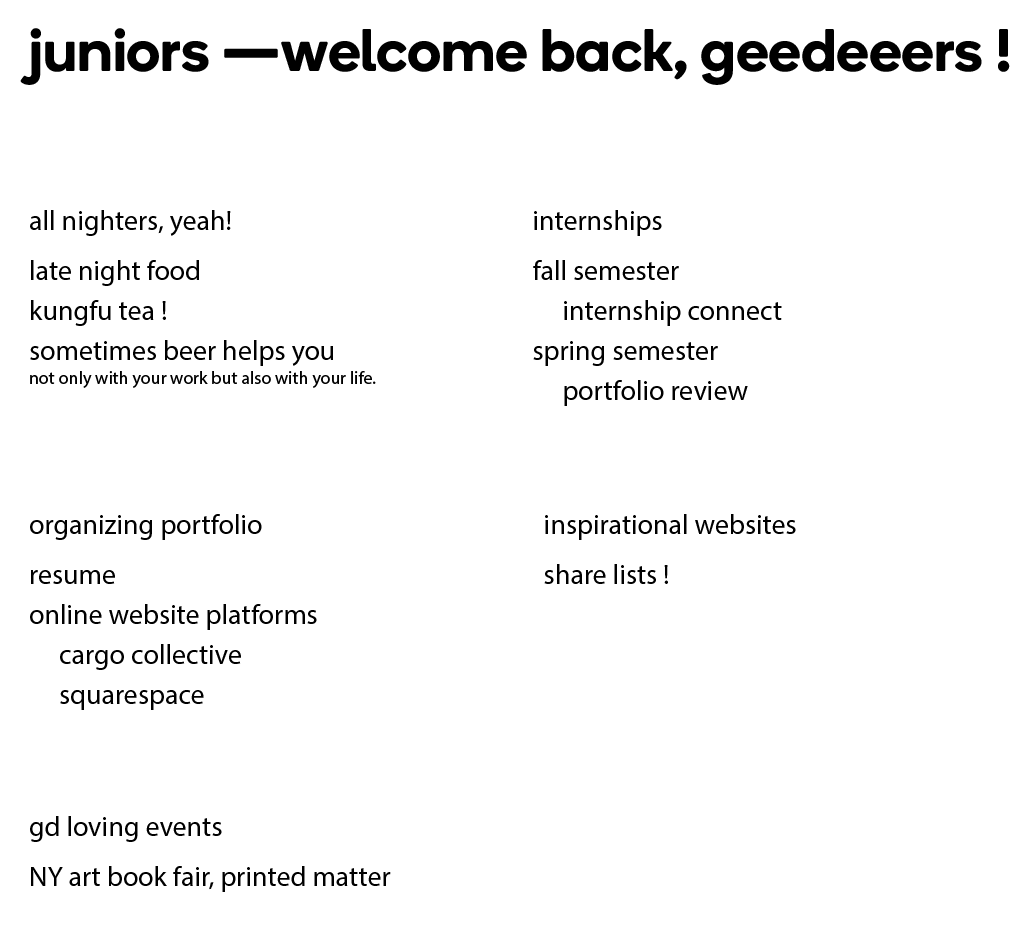 juniors —welcome back, geedeeers !
all nighters, yeah!
late night food
kungfu tea !
sometimes beer helps you
not only with your work but also with your life.
internships
fall semester
internship connect
spring semester
portfolio review
organizing portfolio
resume
online website platforms
cargo collective
squarespace
inspirational websites
share lists !
gd loving events
NY art book fair, printed matter